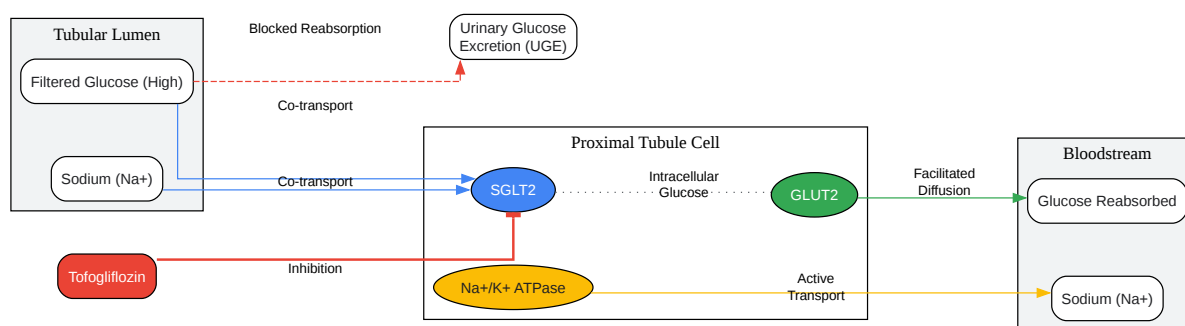 Tubular Lumen
Blocked Reabsorption
Urinary Glucose
Excretion (UGE)
Filtered Glucose (High)
Co-transport
Proximal Tubule Cell
Bloodstream
Sodium (Na+)
Co-transport
SGLT2
Intracellular
Glucose
GLUT2
Facilitated
Diffusion
Glucose Reabsorbed
Tofogliflozin
Inhibition
Na+/K+ ATPase
Active
Transport
Sodium (Na+)